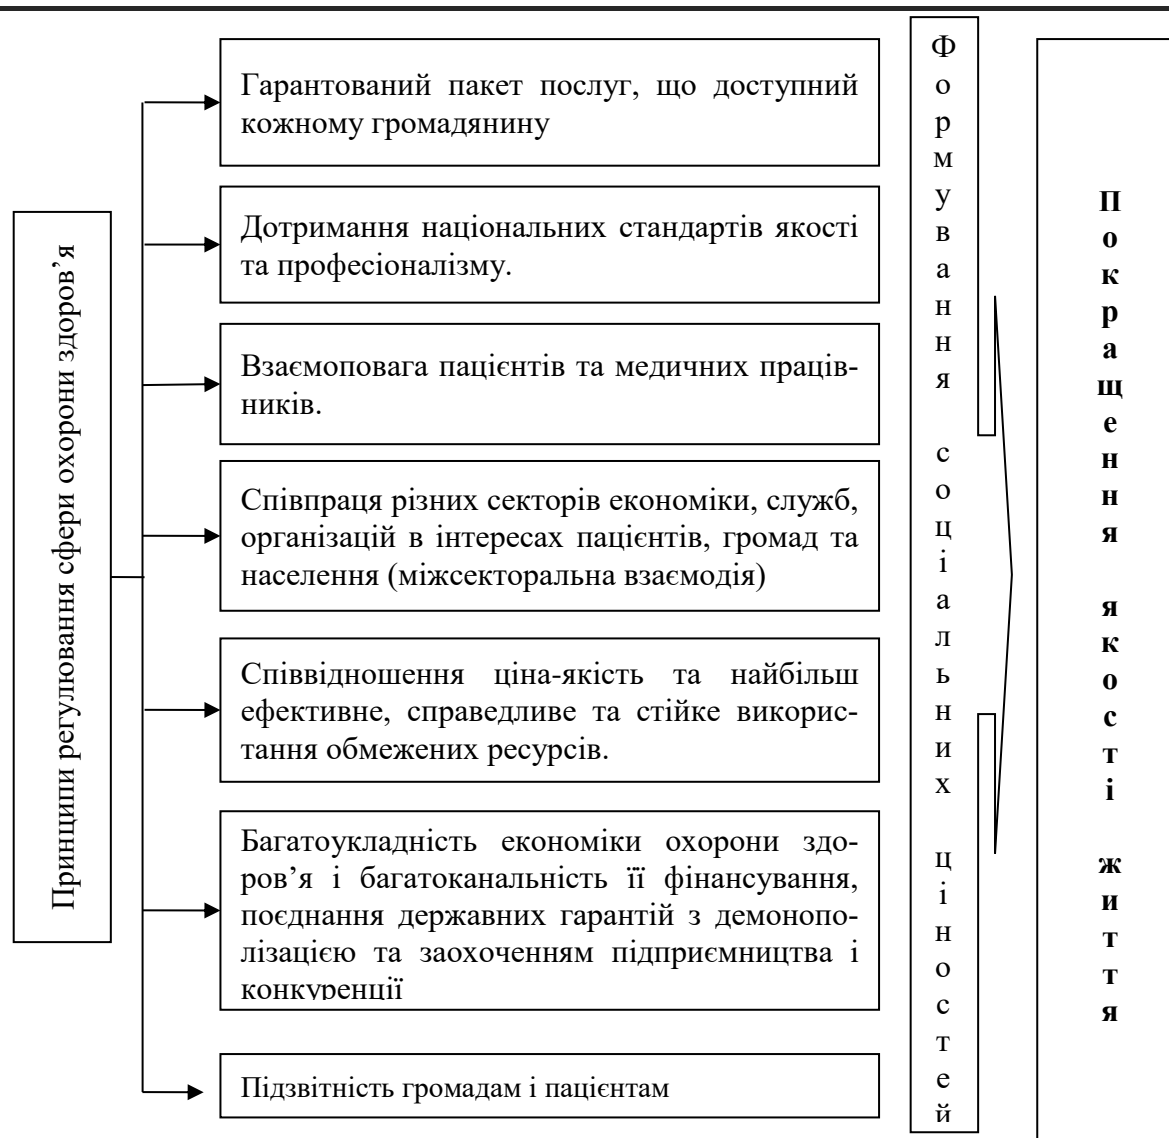 Принципи регулювання сфери охорони здоров’я
Гарантований пакет послуг, що доступний
кожному громадянину
Дотримання національних стандартів якості
та професіоналізму.
Взаємоповага пацієнтів та медичних праців-
ників.
Співпраця різних секторів економіки, служб,
організацій в інтересах пацієнтів, громад та
населення (міжсекторальна взаємодія)
Співвідношення ціна-якість та найбільш
ефективне, справедливе та стійке викорис-
тання обмежених ресурсів.
Багатоукладність економіки охорони здо-
ров’я і багатоканальність її фінансування,
поєднання державних гарантій з демонопо-
лізацією та заохоченням підприємництва і
конкуренції
Підзвітність громадам і пацієнтам
Формування соціальних цінностей
Покращення якості життя